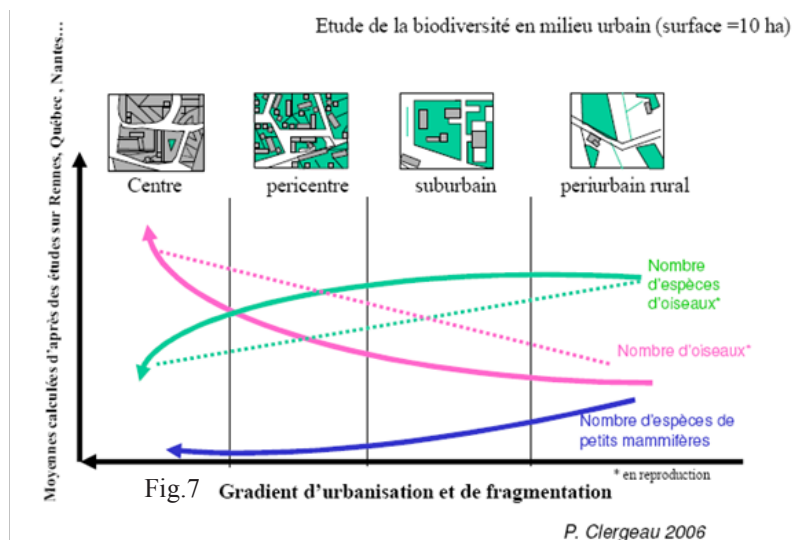 Etude de la biodiversité en milieu urbain (surface =10 ha)
Moyennes calculées d'après des études sur Rennes, Québec , Nantes...
Centre
pericentre
suburbain
periurbain rural
Nombre
d'espèces
d'oiseaux*
Nombre d'oiseaux*
Nombre d'espèces de
petits mammifères
* en reproduction
Fig.7
Gradient d'urbanisation et de fragmentation
P. Clergeau 2006